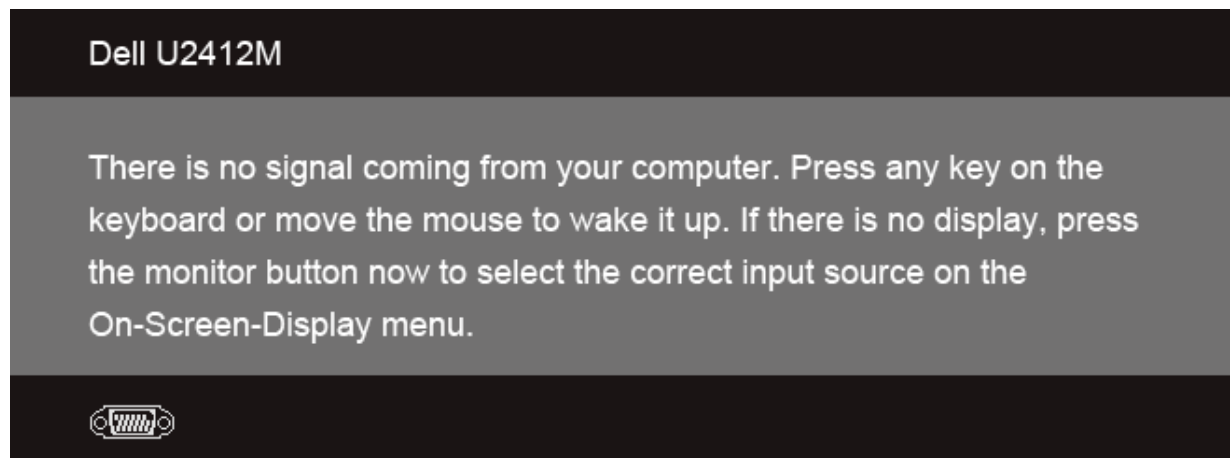 Dell U2412M
There is no signal coming from your computer. Press any key on the
keyboard or move the mouse to wake it up. If there is no display, press
the monitor button now to select the correct input source on the
On-Screen-Display menu.